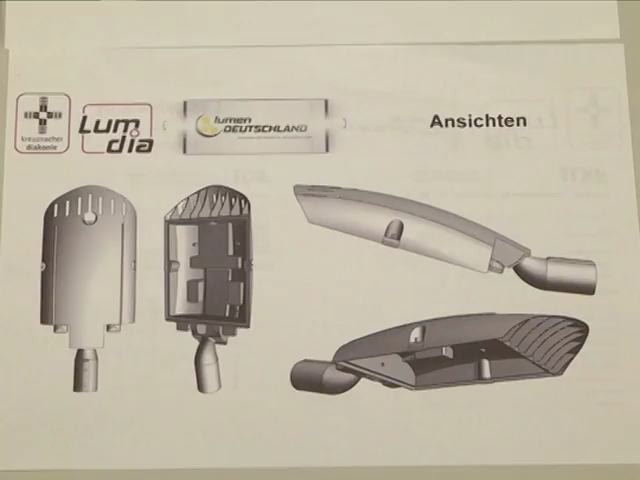 kreuznacher
diakonie
Lum
dia
lumen
DEUTSCHLAND
Ansichten